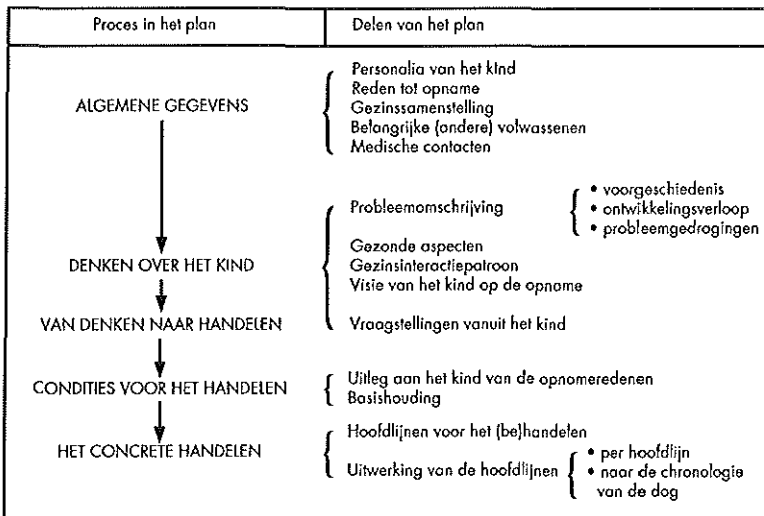 Proces in het plan
Delen van het plan
ALGEMENE GEGEVENS
Personalia van het kind
Reden tot opname
Gezinssamenstelling
Belangrijke (andere) volwassenen
Medische contacten
DENKEN OVER HET KIND
Probleemomschrijving
• voorgeschiedenis
• ontwikkelingsverloop
• probleemgedragingen
Gezonde aspecten
Gezinsinteractiepatroon
Visie van het kind op de opname
VAN DENKEN NAAR HANDELEN
Vraagstellingen vanuit het kind
CONDITIES VOOR HET HANDELEN
Uitleg aan het kind van de opnameredenen
Basishouding
HET CONCRETE HANDELEN
Hoofdlijnen voor het (be)handelen
Uitwerking van de hoofdlijnen
• per hoofdlijn
• naar de chronologie
van de dag